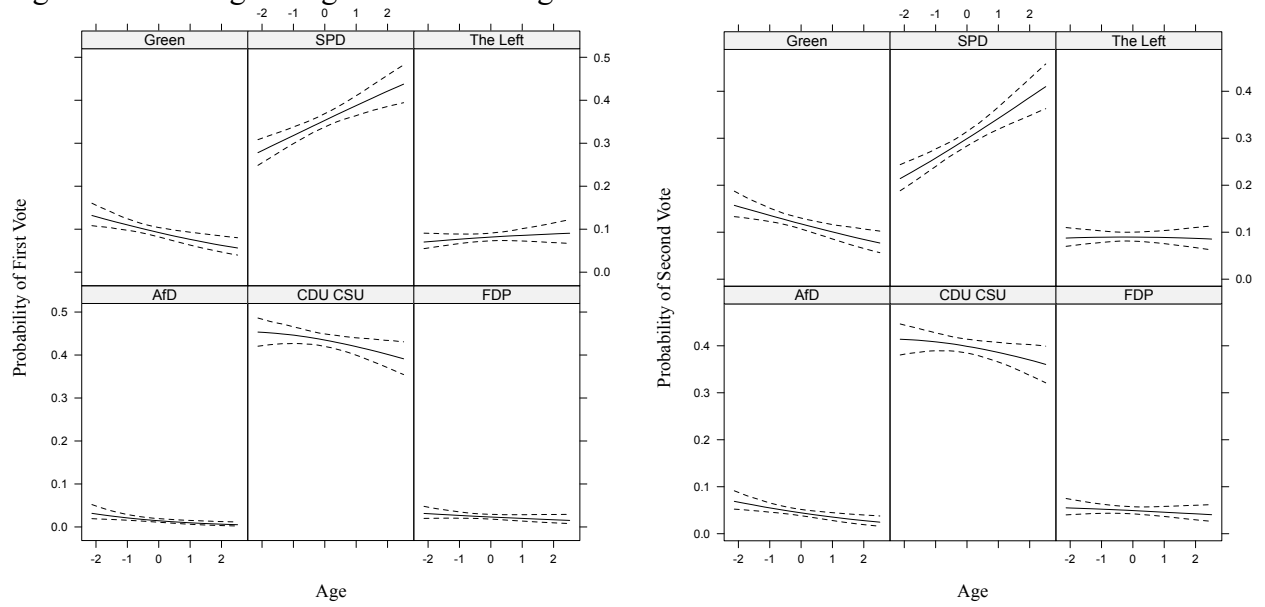 -2 -1 0 1 2
Green SPD The Left
0.5
0.4
0.3
0.2
0.1
0.0
Probability of First Vote
AfD CDU CSU FDP
0.5
0.4
0.3
0.2
0.1
0.0
-2 -1 0 1 2 -2 -1 0 1 2
Age
-2 -1 0 1 2
Green SPD The Left
0.4
0.3
0.2
0.1
0.0
Probability of Second Vote
AfD CDU CSU FDP
0.4
0.3
0.2
0.1
0.0
-2 -1 0 1 2 -2 -1 0 1 2
Age